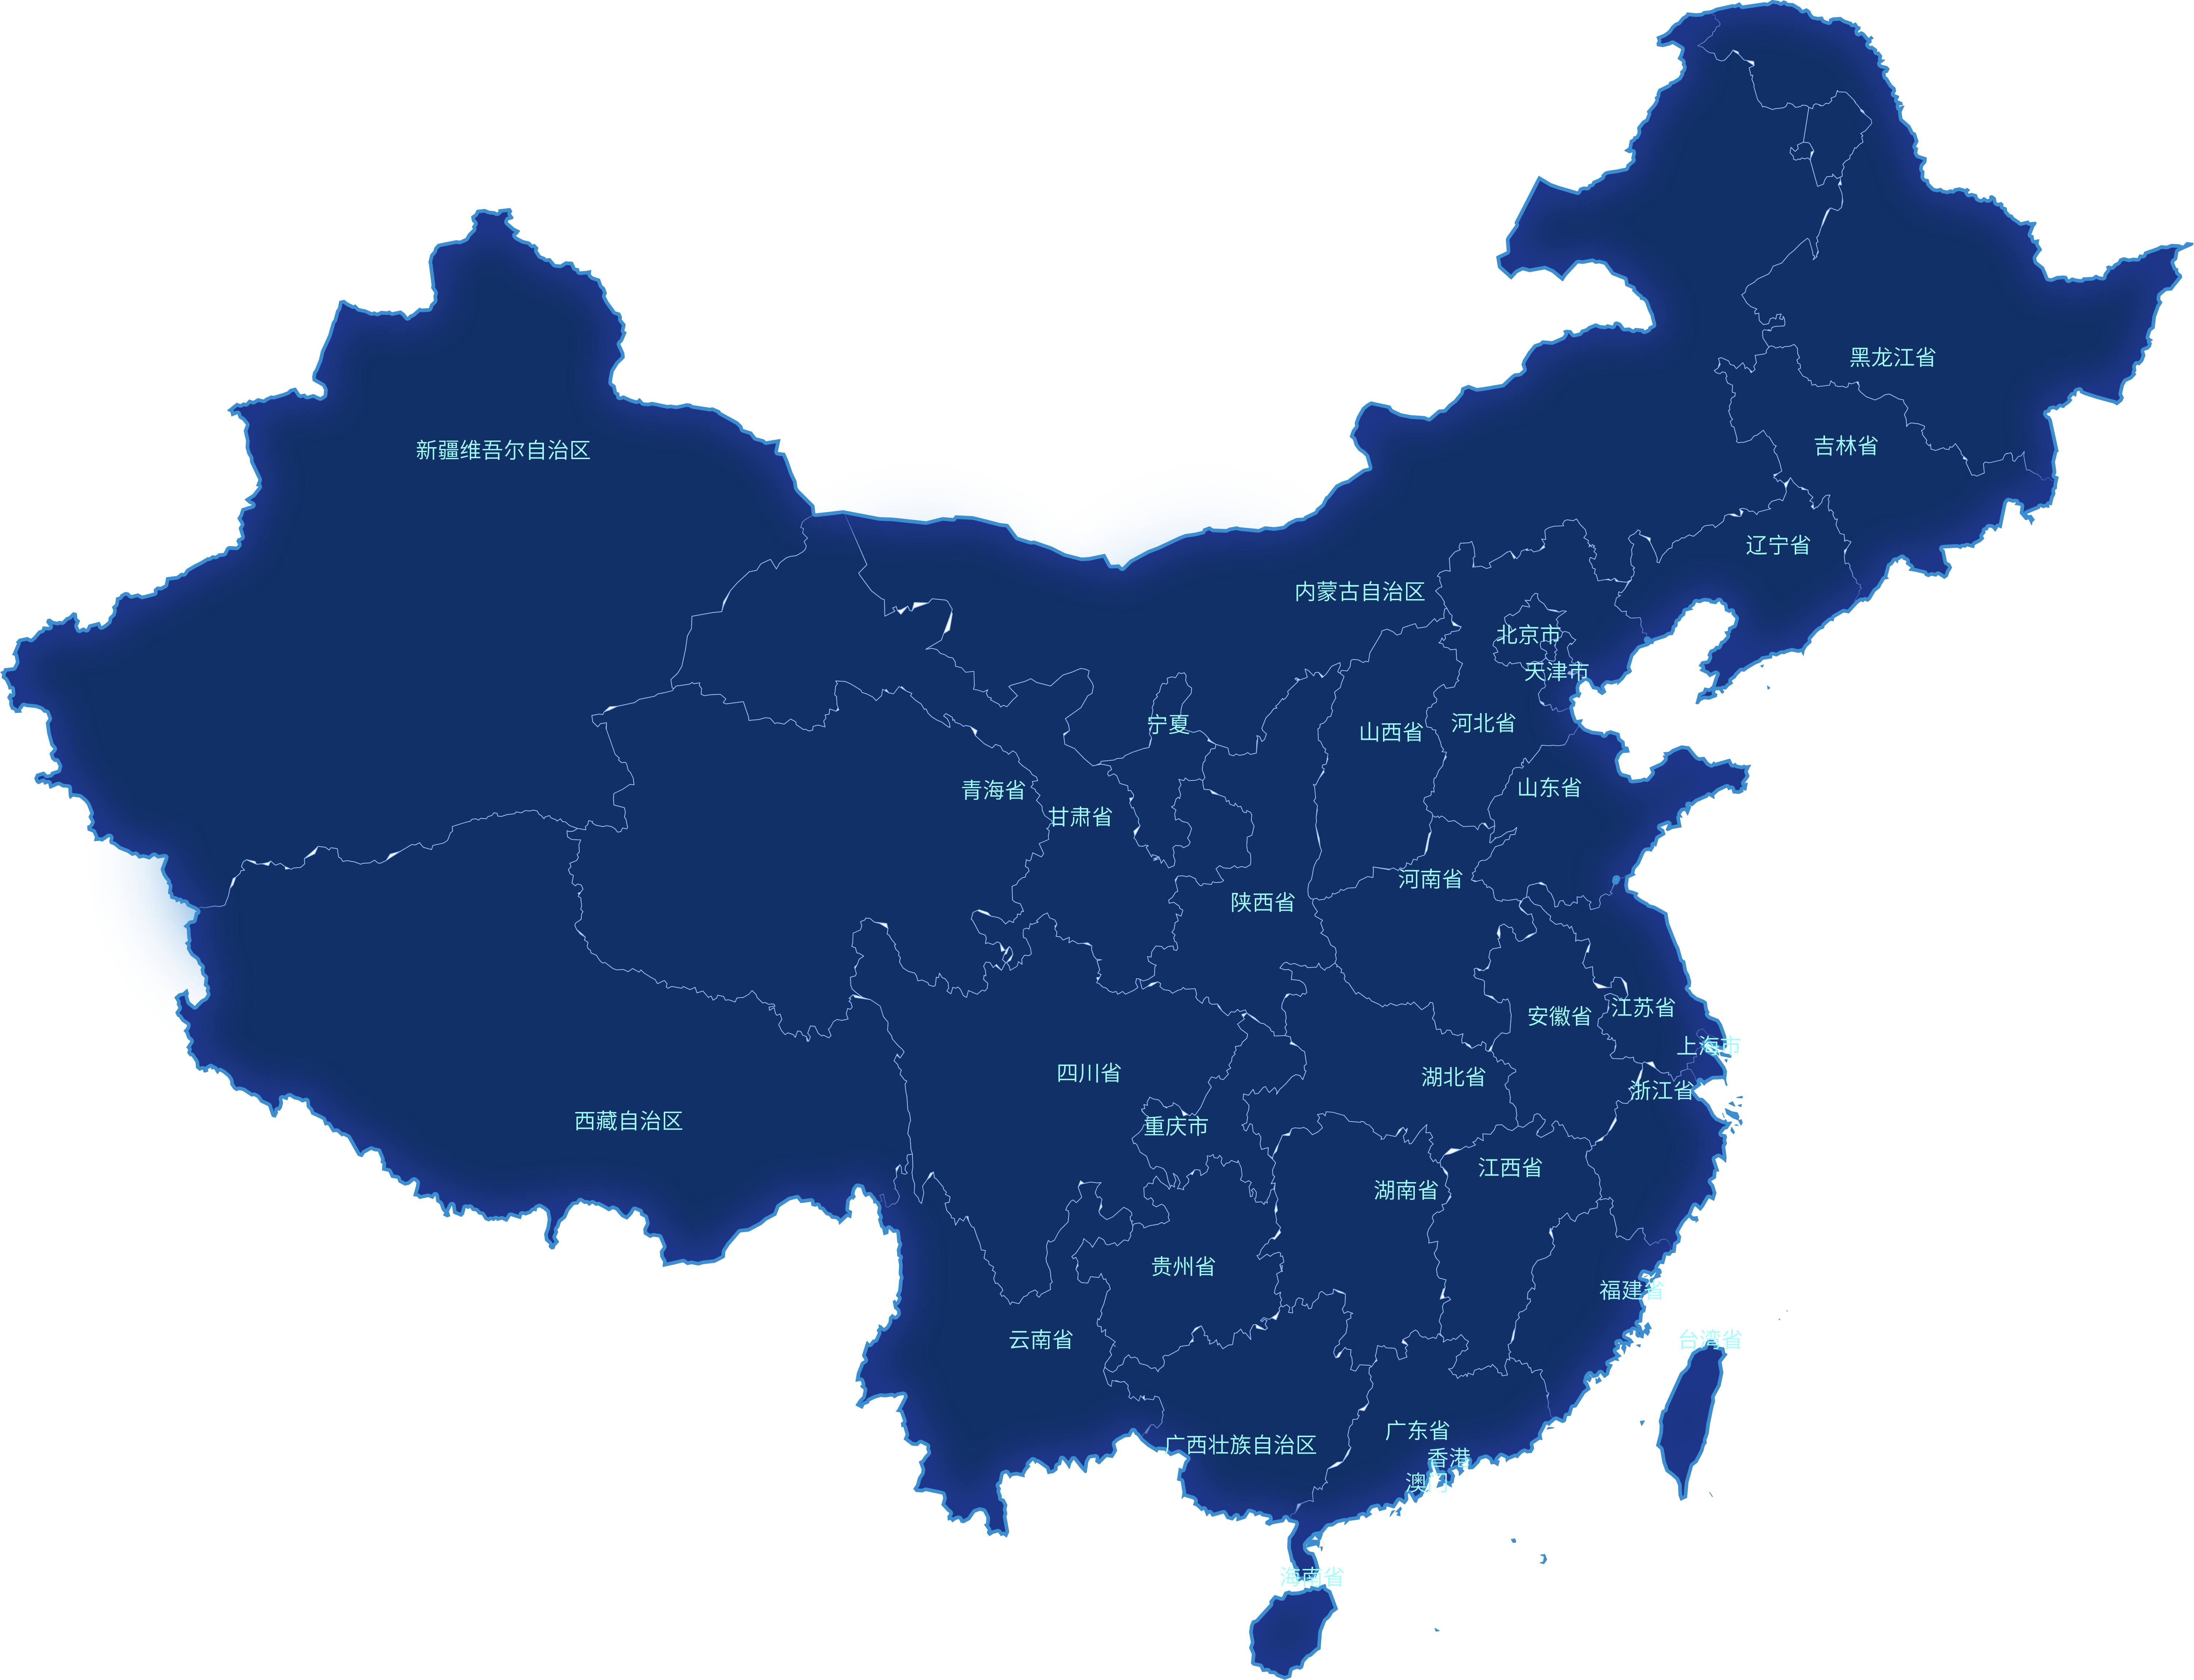 黑龙江省
吉林省
新疆维吾尔自治区
辽宁省
内蒙古自治区
北京市
天津市
宁夏
山西省
河北省
青海省
甘肃省
山东省
河南省
陕西省
安徽省
江苏省
上海市
四川省
湖北省
浙江省
西藏自治区
重庆市
江西省
湖南省
贵州省
福建省
云南省
台湾省
广东省
广西壮族自治区
香港
澳门
海南省